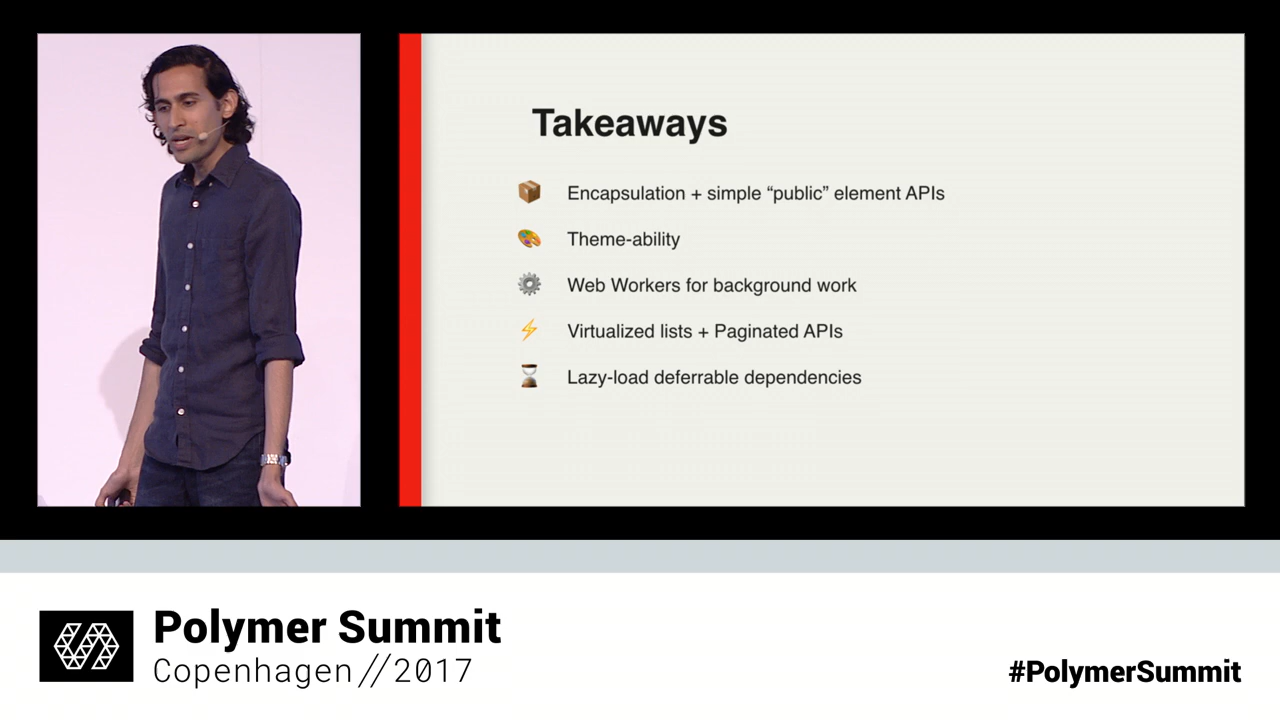 Takeaways
Encapsulation + simple “public” element APIs
Theme-ability
Web Workers for background work
Virtualized lists + Paginated APIs
Lazy-load deferrable dependencies
Polymer Summit
Copenhagen // 2017
#PolymerSummit